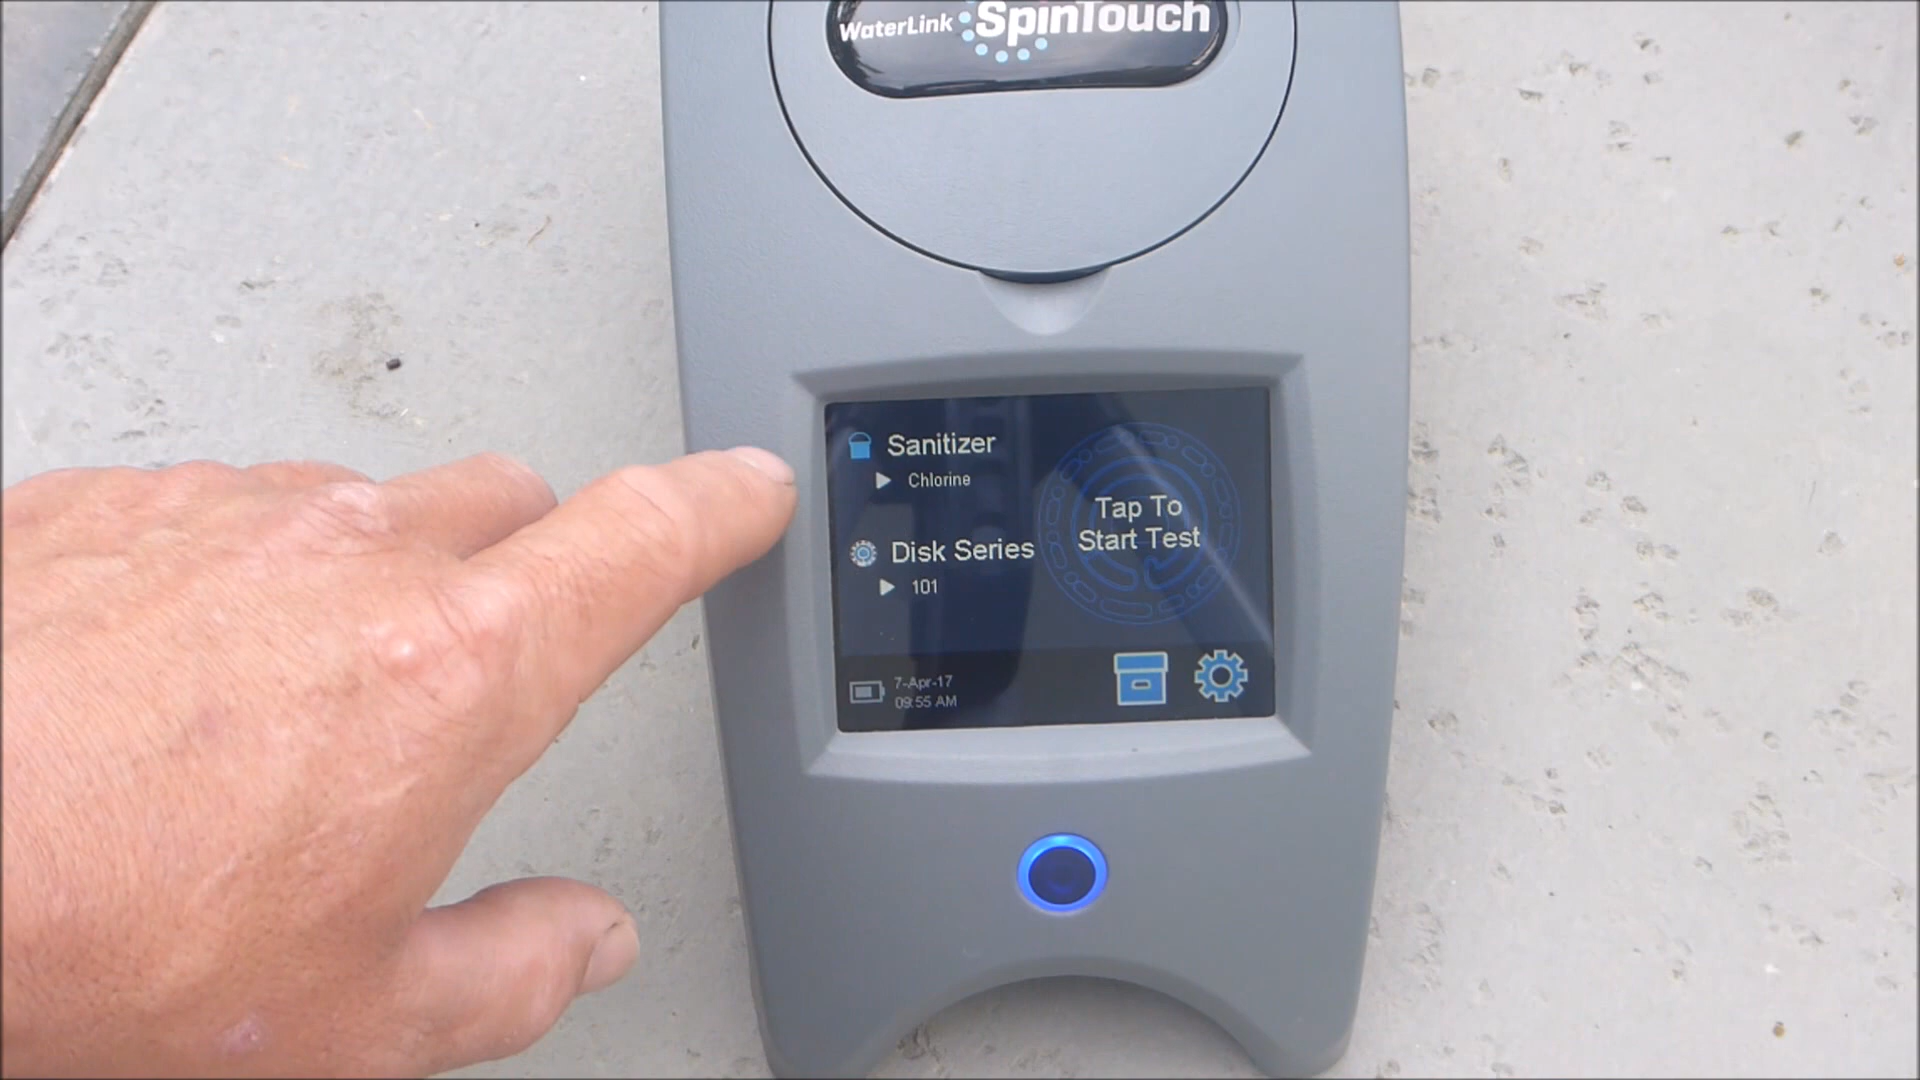 WaterLink SpinTouch
Sanitizer
Chlorine
Disk Series
101
Tap To
Start Test
7-Apr-17
09:55 AM